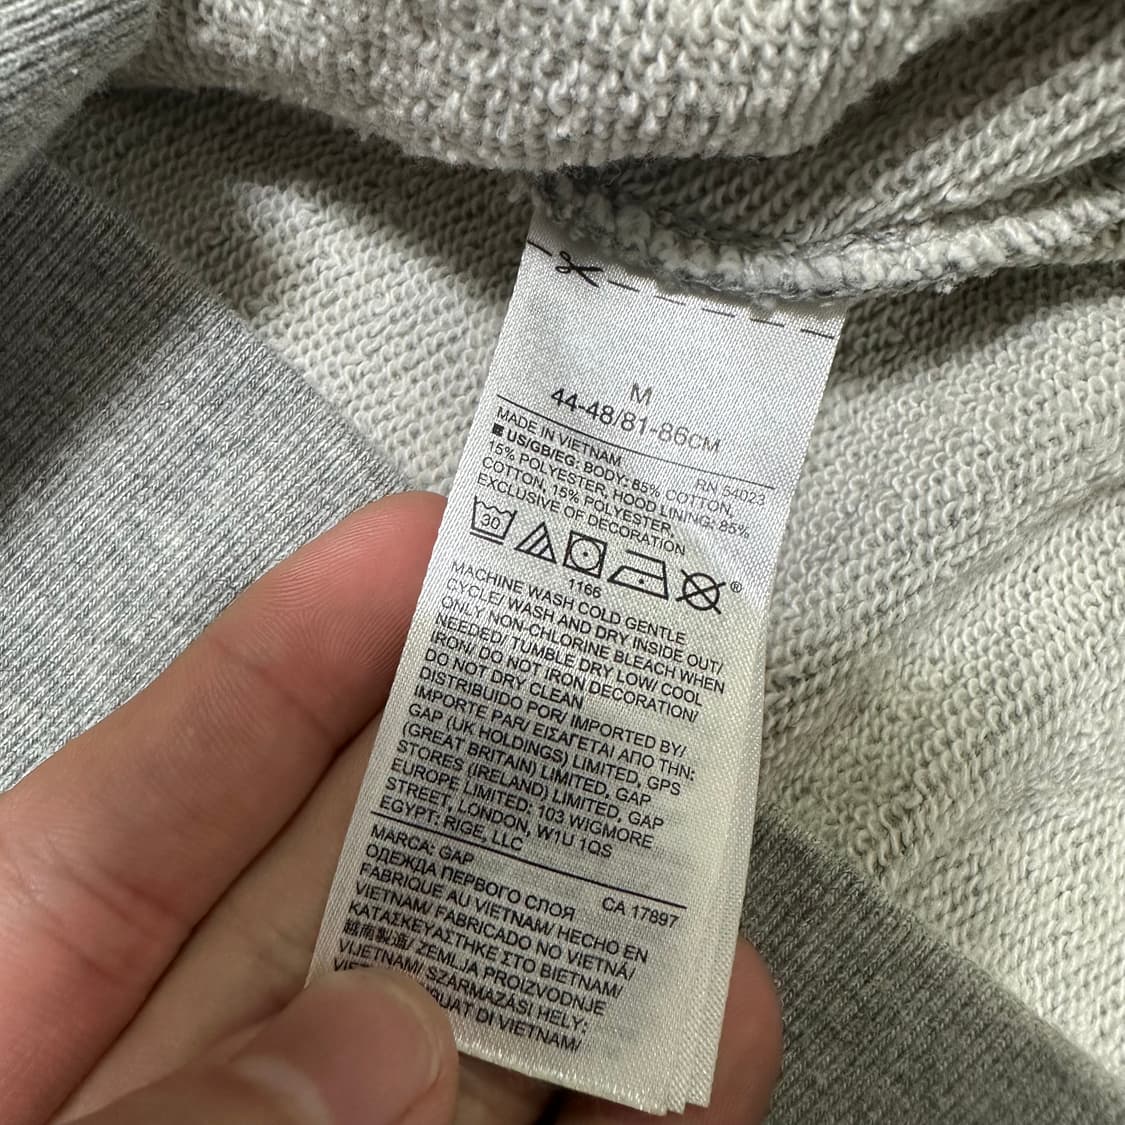 M
44-48/81-86CM
MADE IN VIETNAM
RN 54023
US/GB/EG: BODY: 85% COTTON,
15% POLYESTER, HOOD LINING: 85%
COTTON, 15% POLYESTER,
EXCLUSIVE OF DECORATION
30
®
1166
MACHINE WASH COLD GENTLE
CYCLE/ WASH AND DRY INSIDE OUT/
ONLY NON-CHLORINE BLEACH WHEN
NEEDED/ TUMBLE DRY LOW/ COOL
IRON/ DO NOT IRON DECORATION/
DO NOT DRY CLEAN
DISTRIBUIDO POR/ IMPORTED BY/
IMPORTE PAR/ ΕΙΣΑΓΕΤΑΙ ΑΠΟ ΤΗΝ:
GAP (UK HOLDINGS) LIMITED, GPS
(GREAT BRITAIN) LIMITED, GAP
STORES (IRELAND) LIMITED, GAP
EUROPE LIMITED: 103 WIGMORE
STREET, LONDON, W1U 1QS
EGYPT: RIGE, LLC
CA 17897
MARCA: GAP
ОДЕЖДА ПЕРВОГО СЛОЯ
FABRIQUE AU VIETNAM/ HECHO EN
VIETNAM/ FABRICADO NO VIETNÃ/
ΚΑΤΑΣΚΕΥΑΣΤΗΚΕ ΣΤΟ ΒΙΕΤΝΑΜ/
越南製造/ ZEMLJA PROIZVODNJE
VIJETNAM/ SZÁRMAZÁSI HELY:
DI VIETNAM/